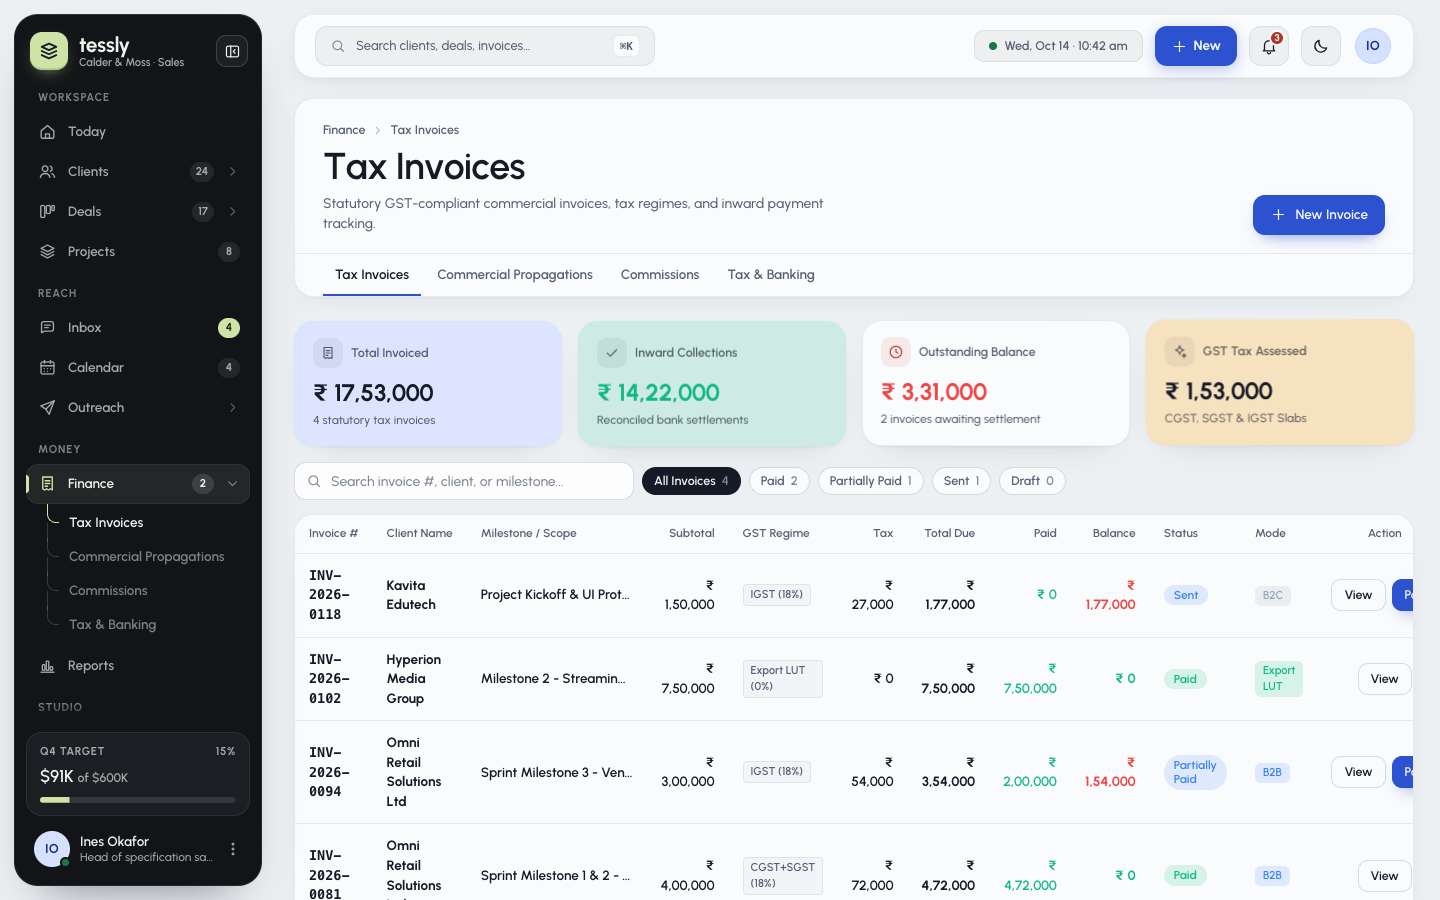 tessly
Calder & Moss · Sales
WORKSPACE
Today
Clients 24
Deals 17
Projects 8
REACH
Inbox 4
Calendar 4
Outreach
MONEY
Finance 2
Tax Invoices
Commercial Propagations
Commissions
Tax & Banking
Reports
STUDIO
Q4 TARGET 15%
$91K of $600K
IO
Ines Okafor
Head of specification sa...
Search clients, deals, invoices...
⌘K
Wed, Oct 14 · 10:42 am
New
3
IO
Finance > Tax Invoices
Tax Invoices
Statutory GST-compliant commercial invoices, tax regimes, and inward payment
tracking.
New Invoice
Tax Invoices Commercial Propagations Commissions Tax & Banking
Total Invoiced
₹ 17,53,000
4 statutory tax invoices
Inward Collections
₹ 14,22,000
Reconciled bank settlements
Outstanding Balance
₹ 3,31,000
2 invoices awaiting settlement
GST Tax Assessed
₹ 1,53,000
CGST, SGST & IGST Slabs
Search invoice #, client, or milestone...
All Invoices 4 Paid 2 Partially Paid 1 Sent 1 Draft 0
Invoice # Client Name Milestone / Scope Subtotal GST Regime Tax Total Due Paid Balance Status Mode Action
INV-
2026-
0118
Kavita
Edutech
Project Kickoff & UI Prot...
₹
1,50,000
IGST (18%)
₹
27,000
₹
1,77,000
₹ 0
₹
1,77,000
Sent
B2C
View
INV-
2026-
0102
Hyperion
Media
Group
Milestone 2 - Streamin...
₹
7,50,000
Export LUT
(0%)
₹ 0
₹
7,50,000
₹
7,50,000
₹ 0
Paid
Export
LUT
View
INV-
2026-
0094
Omni
Retail
Solutions
Ltd
Sprint Milestone 3 - Ven...
₹
3,00,000
IGST (18%)
₹
54,000
₹
3,54,000
₹
2,00,000
₹
1,54,000
Partially
Paid
B2B
View
INV-
2026-
0081
Omni
Retail
Solutions
Sprint Milestone 1 & 2 - ...
₹
4,00,000
CGST+SGST
(18%)
₹
72,000
₹
4,72,000
₹
4,72,000
₹ 0
Paid
B2B
View